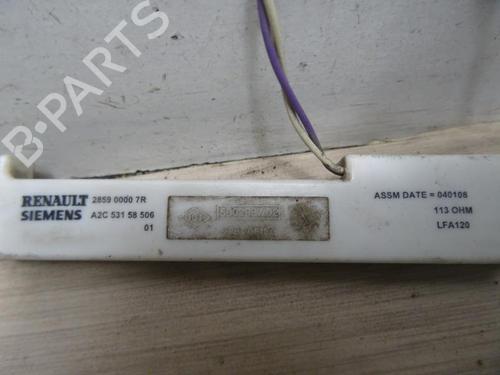 B-PARTS
RENAULT 2859 0000 7R
SIEMENS A2C 531 58 506
01
ASSM DATE = 040108
113 OHM
LFA120